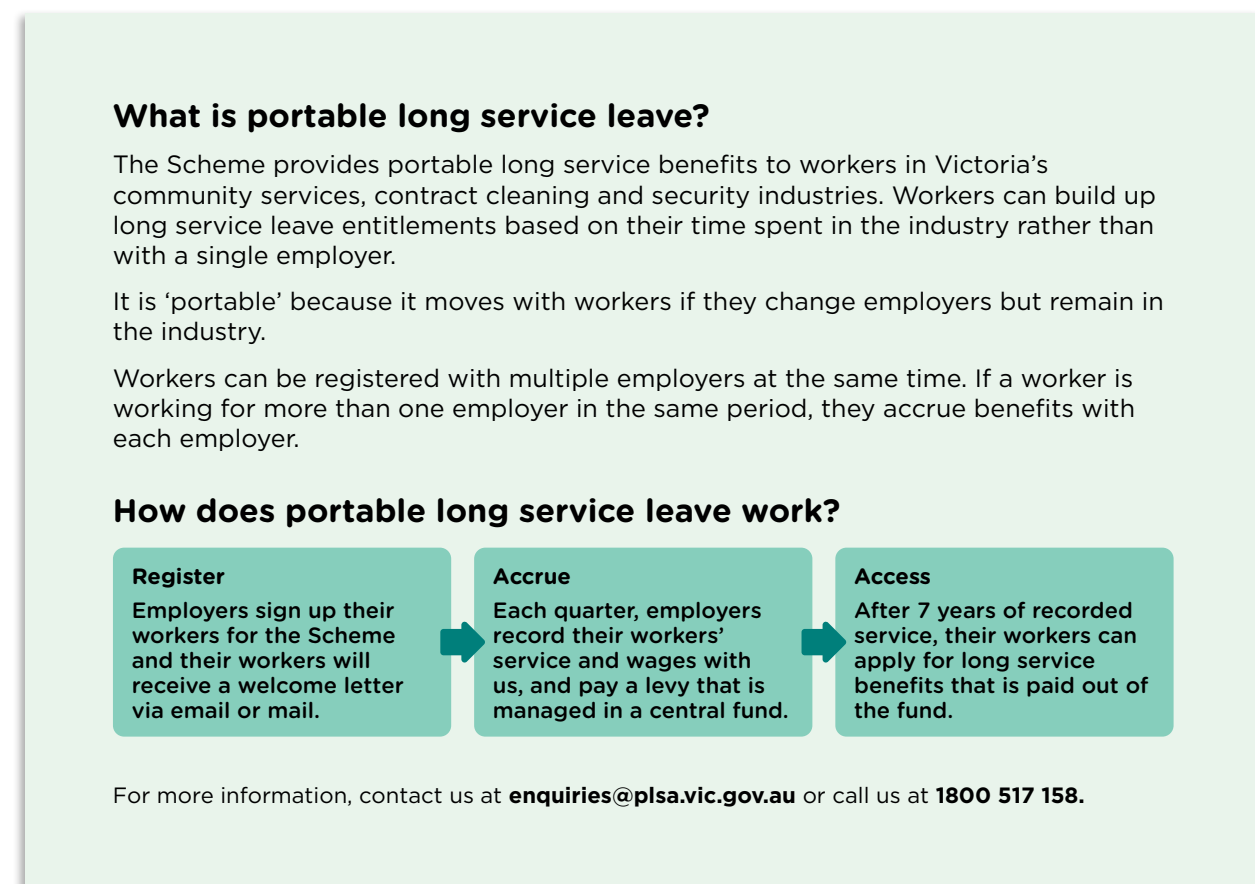 What is portable long service leave?
The Scheme provides portable long service benefits to workers in Victoria's
community services, contract cleaning and security industries. Workers can build up
long service leave entitlements based on their time spent in the industry rather than
with a single employer.
It is ‘portable’ because it moves with workers if they change employers but remain in
the industry.
Workers can be registered with multiple employers at the same time. If a worker is
working for more than one employer in the same period, they accrue benefits with
each employer.
How does portable long service leave work?
Register
Employers sign up their
workers for the Scheme
and their workers will
receive a welcome letter
via email or mail.
Accrue
Each quarter, employers
record their workers’
service and wages with
us, and pay a levy that is
managed in a central fund.
Access
After 7 years of recorded
service, their workers can
apply for long service
benefits that is paid out of
the fund.
For more information, contact us at enquiries@plsa.vic.gov.au or call us at 1800 517 158.